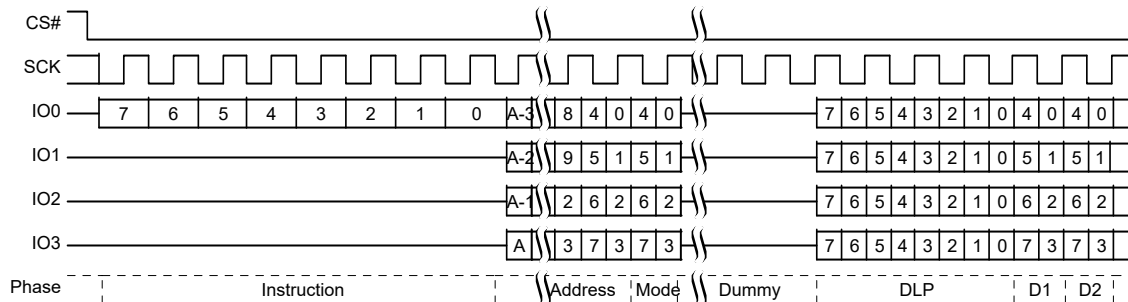 CS#
SCK
IO0 7 6 5 4 3 2 1 0 A-3 8 4 0 4 0 7 6 5 4 3 2 1 0 4 0 4 0
IO1 A-2 9 5 1 5 1 7 6 5 4 3 2 1 0 5 1 5 1
IO2 A-1 2 6 2 6 2 7 6 5 4 3 2 1 0 6 2 6 2
IO3 A 3 7 3 7 3 7 6 5 4 3 2 1 0 7 3 7 3
Phase Instruction Address Mode Dummy DLP D1 D2